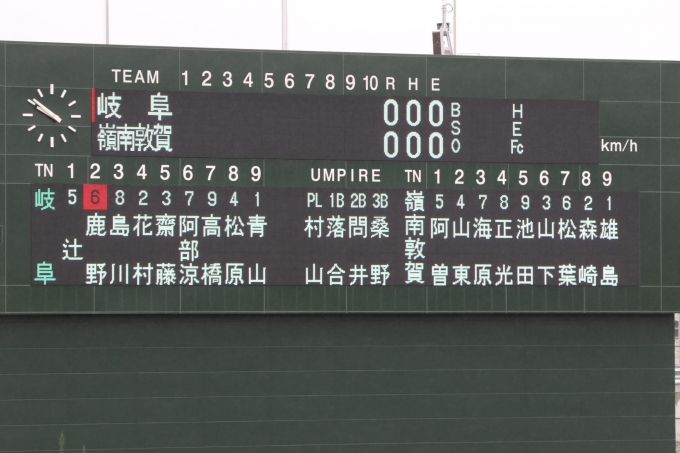 TEAM 1 2 3 4 5 6 7 8 9 10 R H E
岐阜 0 0 0 B H
嶺南敦賀 0 0 0 S E
O Fc km/h
TN 1 2 3 4 5 6 7 8 9 UMPIRE TN 1 2 3 4 5 6 7 8 9
岐阜 5 6 8 2 3 7 9 4 1 PL 1B 2B 3B 嶺南敦賀 5 4 7 8 9 3 6 2 1
辻 鹿野 島川 花村 齋藤 阿部涼 高橋 松原 青山 村山 落合 問井 桑野 阿曽 山東 海原 正光 池田 山下 松葉 森崎 雄島